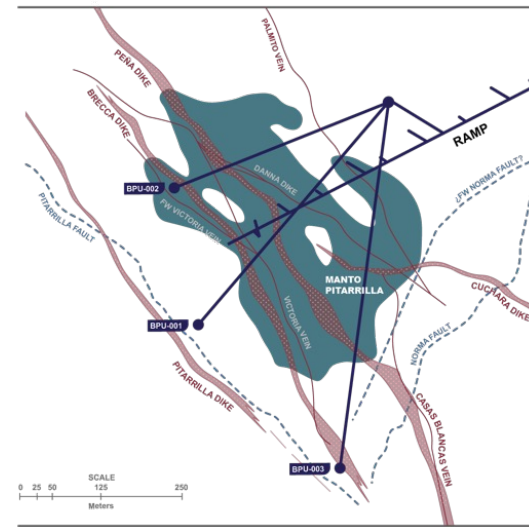 PEÑA DIKE
PALMITO VEIN
BRECCA DIKE
RAMP
PITARRILLA FAULT
BPU-002
DANNA DIKE
¿FW NORMA FAULT?
FW VICTORIA VEIN
MANTO
PITARRILLA
CUCHARA DIKE
VICTORIA VEIN
BPU-001
NORMA FAULT
PITARRILLA DIKE
CASAS BLANCAS VEIN
BPU-003
SCALE
0 25 50 125 250
Meters